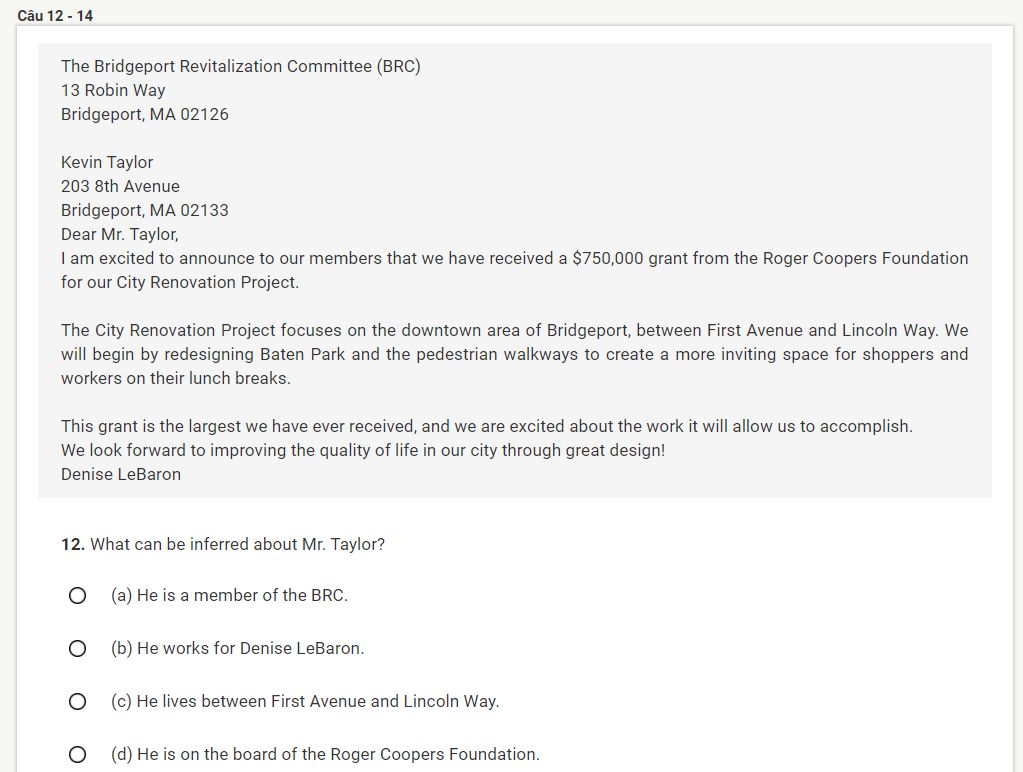 Câu 12 - 14
The Bridgeport Revitalization Committee (BRC)
13 Robin Way
Bridgeport, MA 02126
Kevin Taylor
203 8th Avenue
Bridgeport, MA 02133
Dear Mr. Taylor,
I am excited to announce to our members that we have received a $750,000 grant from the Roger Coopers Foundation
for our City Renovation Project.
The City Renovation Project focuses on the downtown area of Bridgeport, between First Avenue and Lincoln Way. We
will begin by redesigning Baten Park and the pedestrian walkways to create a more inviting space for shoppers and
workers on their lunch breaks.
This grant is the largest we have ever received, and we are excited about the work it will allow us to accomplish.
We look forward to improving the quality of life in our city through great design!
Denise LeBaron
12. What can be inferred about Mr. Taylor?
(a) He is a member of the BRC.
(b) He works for Denise LeBaron.
(c) He lives between First Avenue and Lincoln Way.
(d) He is on the board of the Roger Coopers Foundation.